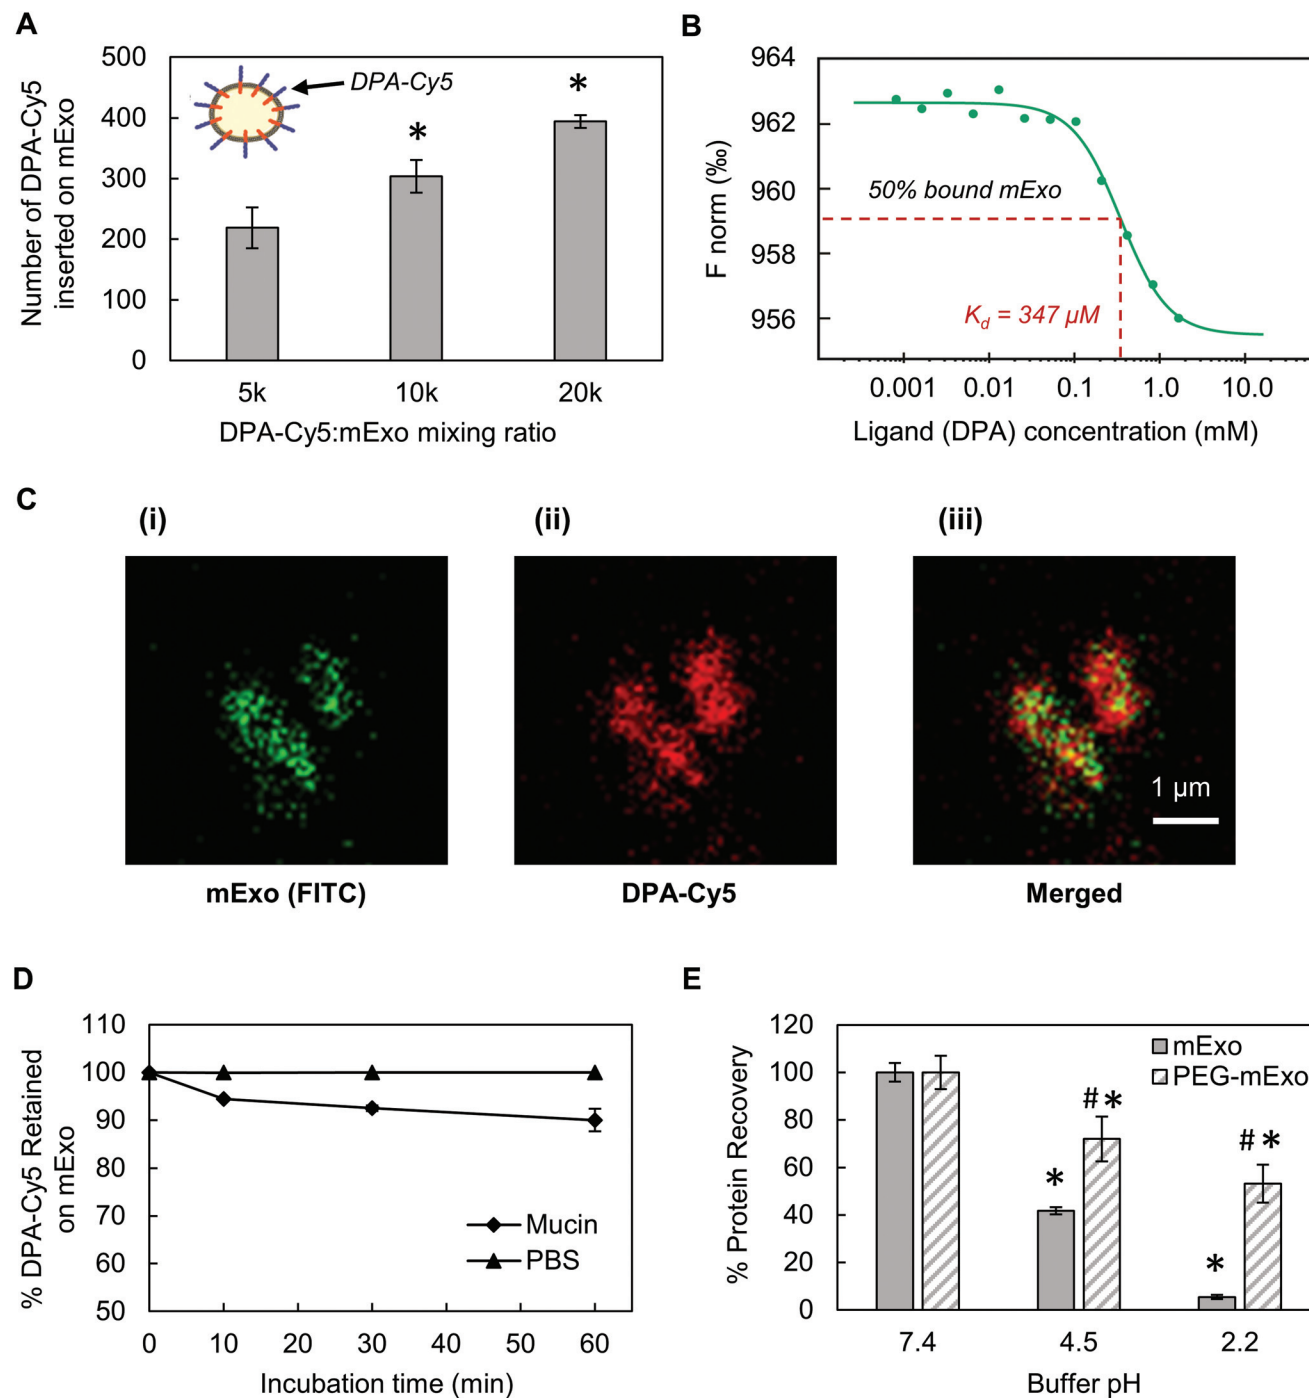 A
Number of DPA-Cy5
inserted on mExo
500
400
300
200
100
0
DPA-Cy5
*
*
5k
10k
20k
DPA-Cy5:mExo mixing ratio
B
F norm (‰)
964
962
960
958
956
50% bound mExo
Kd = 347 µM
0.001
0.01
0.1
1.0
10.0
Ligand (DPA) concentration (mM)
C
(i)
(ii)
(iii)
1 µm
mExo (FITC)
DPA-Cy5
Merged
D
% DPA-Cy5 Retained
on mExo
110
100
90
80
70
60
50
Mucin
PBS
0
10
20
30
40
50
60
Incubation time (min)
E
% Protein Recovery
120
100
80
60
40
20
0
mExo
PEG-mExo
*
#*
*
#*
7.4
4.5
2.2
Buffer pH